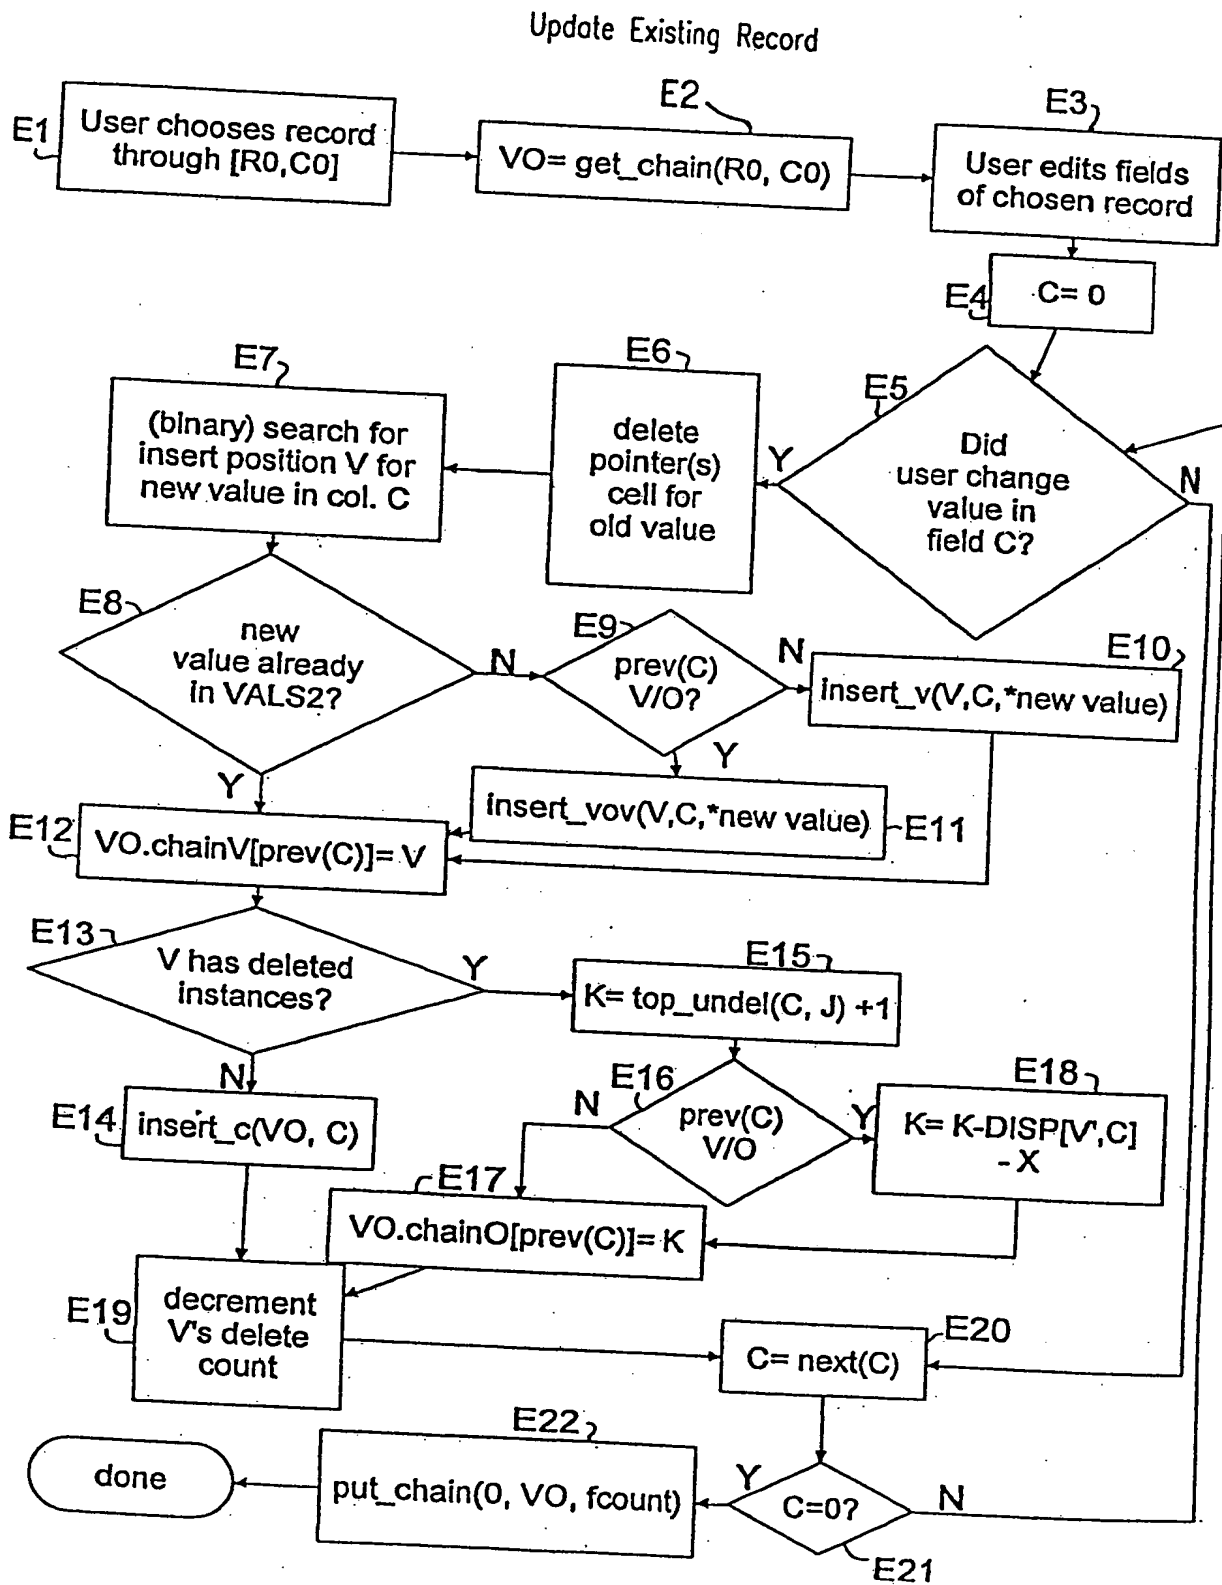 Update Existing Record
E1
User chooses record
through [R0,C0]
E2
VO= get_chain(R0, C0)
E3
User edits fields
of chosen record
E4
C= 0
E5
Did
user change
value in
field C?
Y
N
E6
delete
pointer(s)
cell for
old value
E7
(binary) search for
insert position V for
new value in col. C
E8
new
value already
in VALS2?
N
Y
E9
prev(C)
V/O?
N
Y
E10
insert_v(V,C,*new value)
insert_vov(V,C,*new value)
E11
E12
VO.chainV[prev(C)]= V
E13
V has deleted
instances?
Y
N
E14
insert_c(VO, C)
E15
K= top_undel(C, J) +1
E16
prev(C)
V/O
N
Y
E18
K= K-DISP[V',C]
- X
E17
VO.chainO[prev(C)]= K
E19
decrement
V's delete
count
E20
C= next(C)
C=0?
Y
N
E21
E22
put_chain(0, VO, fcount)
done